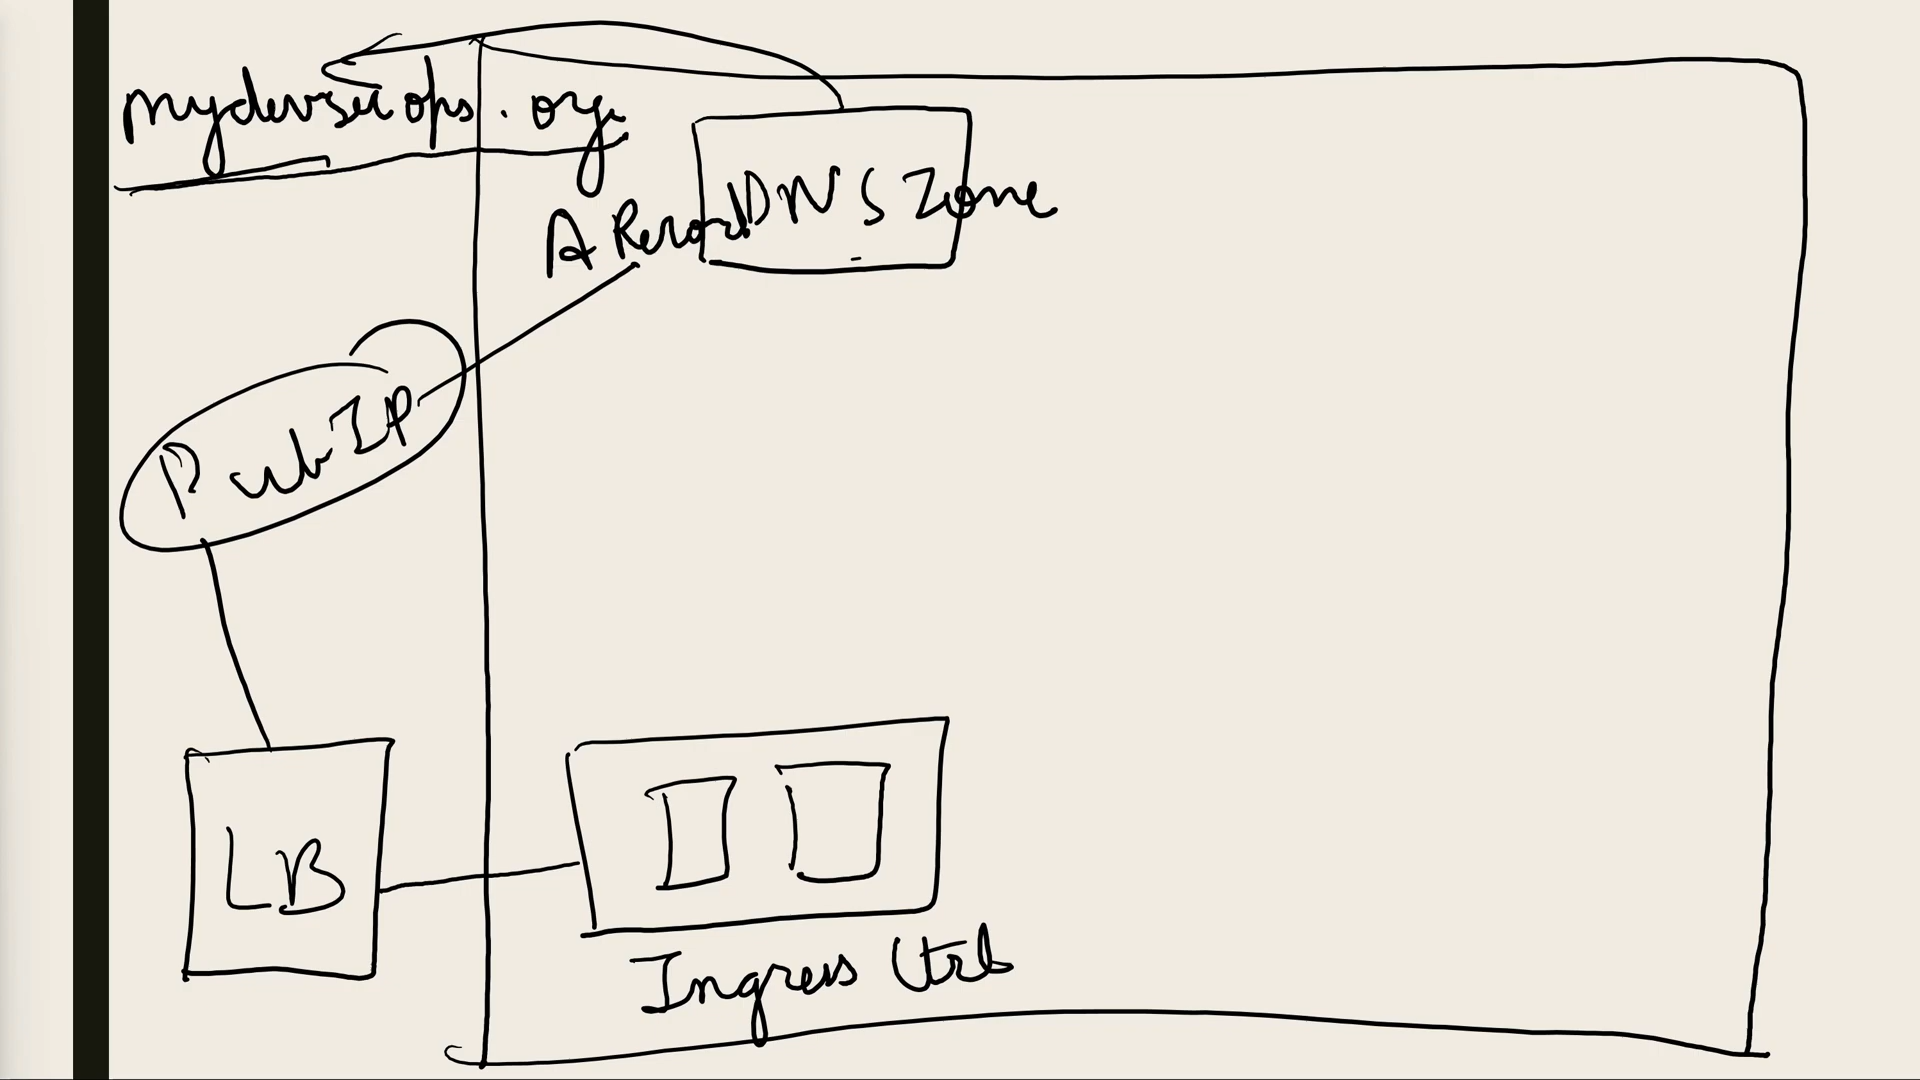 mydevsecops.org
DNS Zone
A Record
Pub IP
LB
Ingress Ctrl